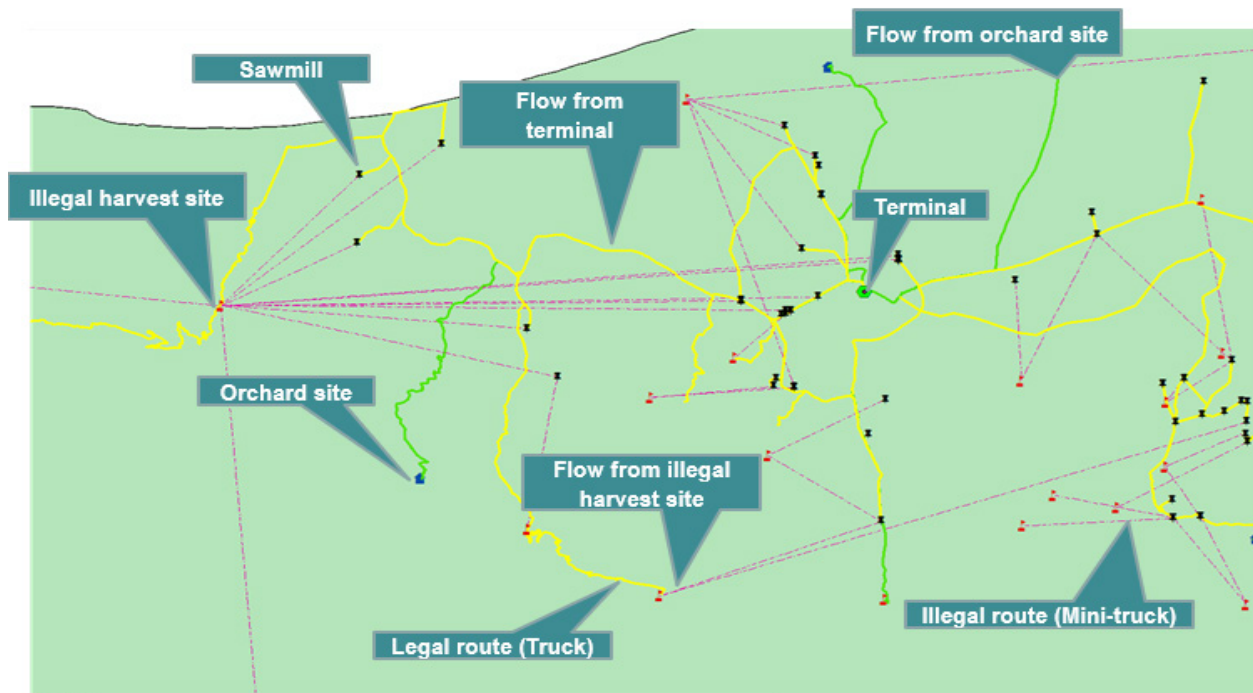 Flow from orchard site
Sawmill
Flow from
terminal
Illegal harvest site
Terminal
Orchard site
Flow from illegal
harvest site
Illegal route (Mini-truck)
Legal route (Truck)